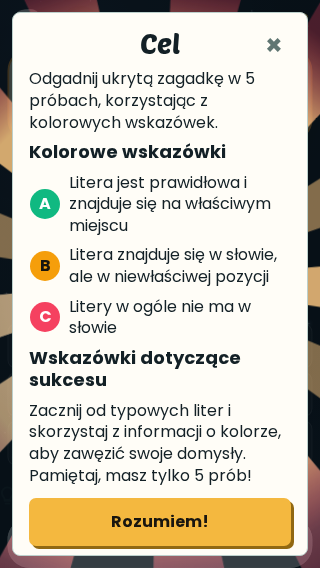 Cel
✖
Odgadnij ukrytą zagadkę w 5
próbach, korzystając z
kolorowych wskazówek.
Kolorowe wskazówki
A
Litera jest prawidłowa i
znajduje się na właściwym
miejscu
B
Litera znajduje się w słowie,
ale w niewłaściwej pozycji
C
Litery w ogóle nie ma w
słowie
Wskazówki dotyczące
sukcesu
Zacznij od typowych liter i
skorzystaj z informacji o kolorze,
aby zawęzić swoje domysły.
Pamiętaj, masz tylko 5 prób!
Rozumiem!